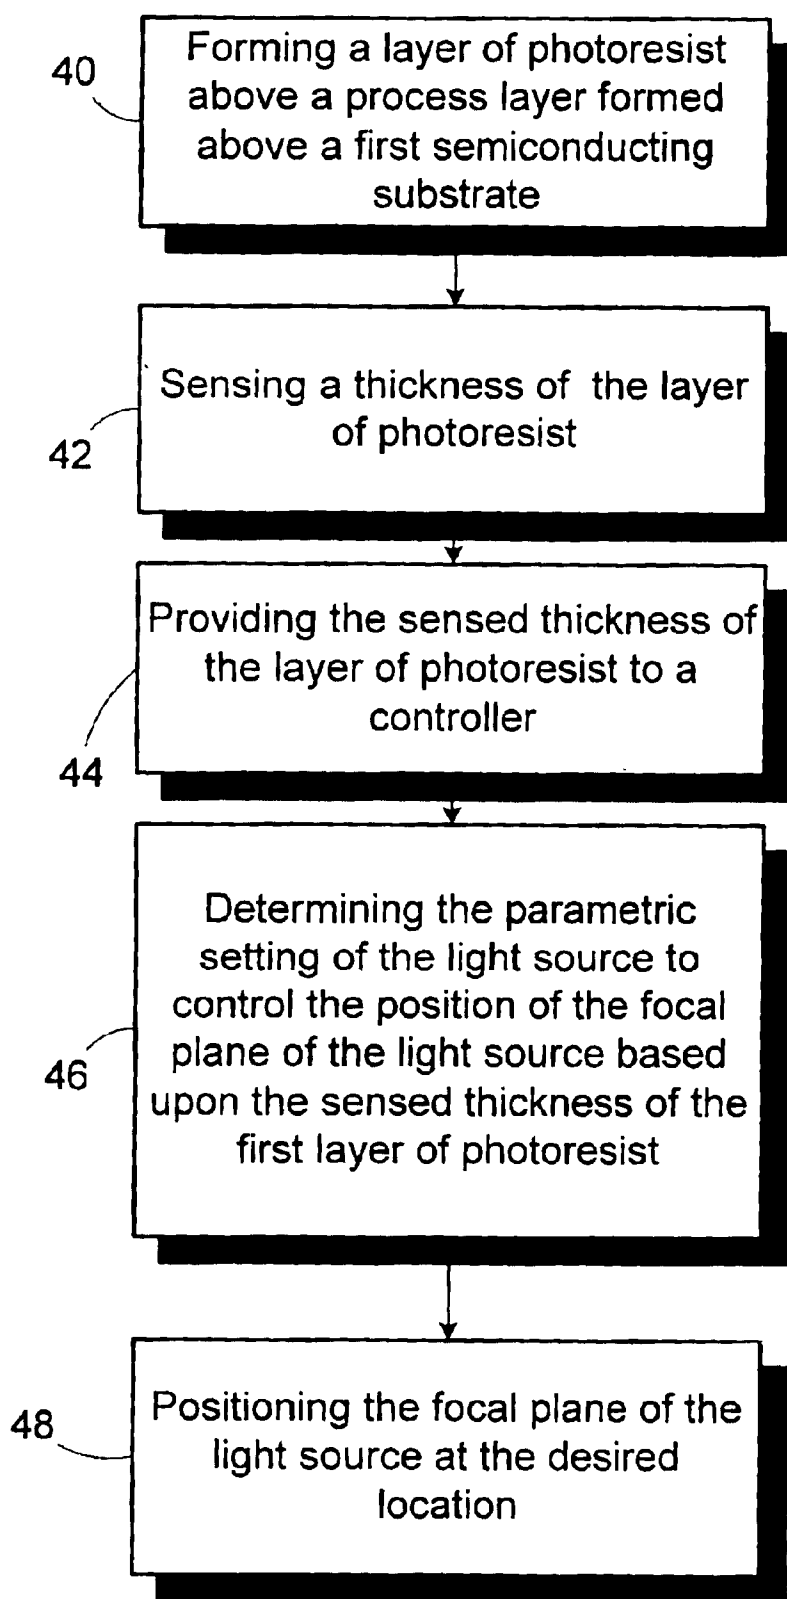 40
Forming a layer of photoresist
above a process layer formed
above a first semiconducting
substrate
42
Sensing a thickness of the layer
of photoresist
44
Providing the sensed thickness of
the layer of photoresist to a
controller
46
Determining the parametric
setting of the light source to
control the position of the focal
plane of the light source based
upon the sensed thickness of the
first layer of photoresist
48
Positioning the focal plane of the
light source at the desired
location